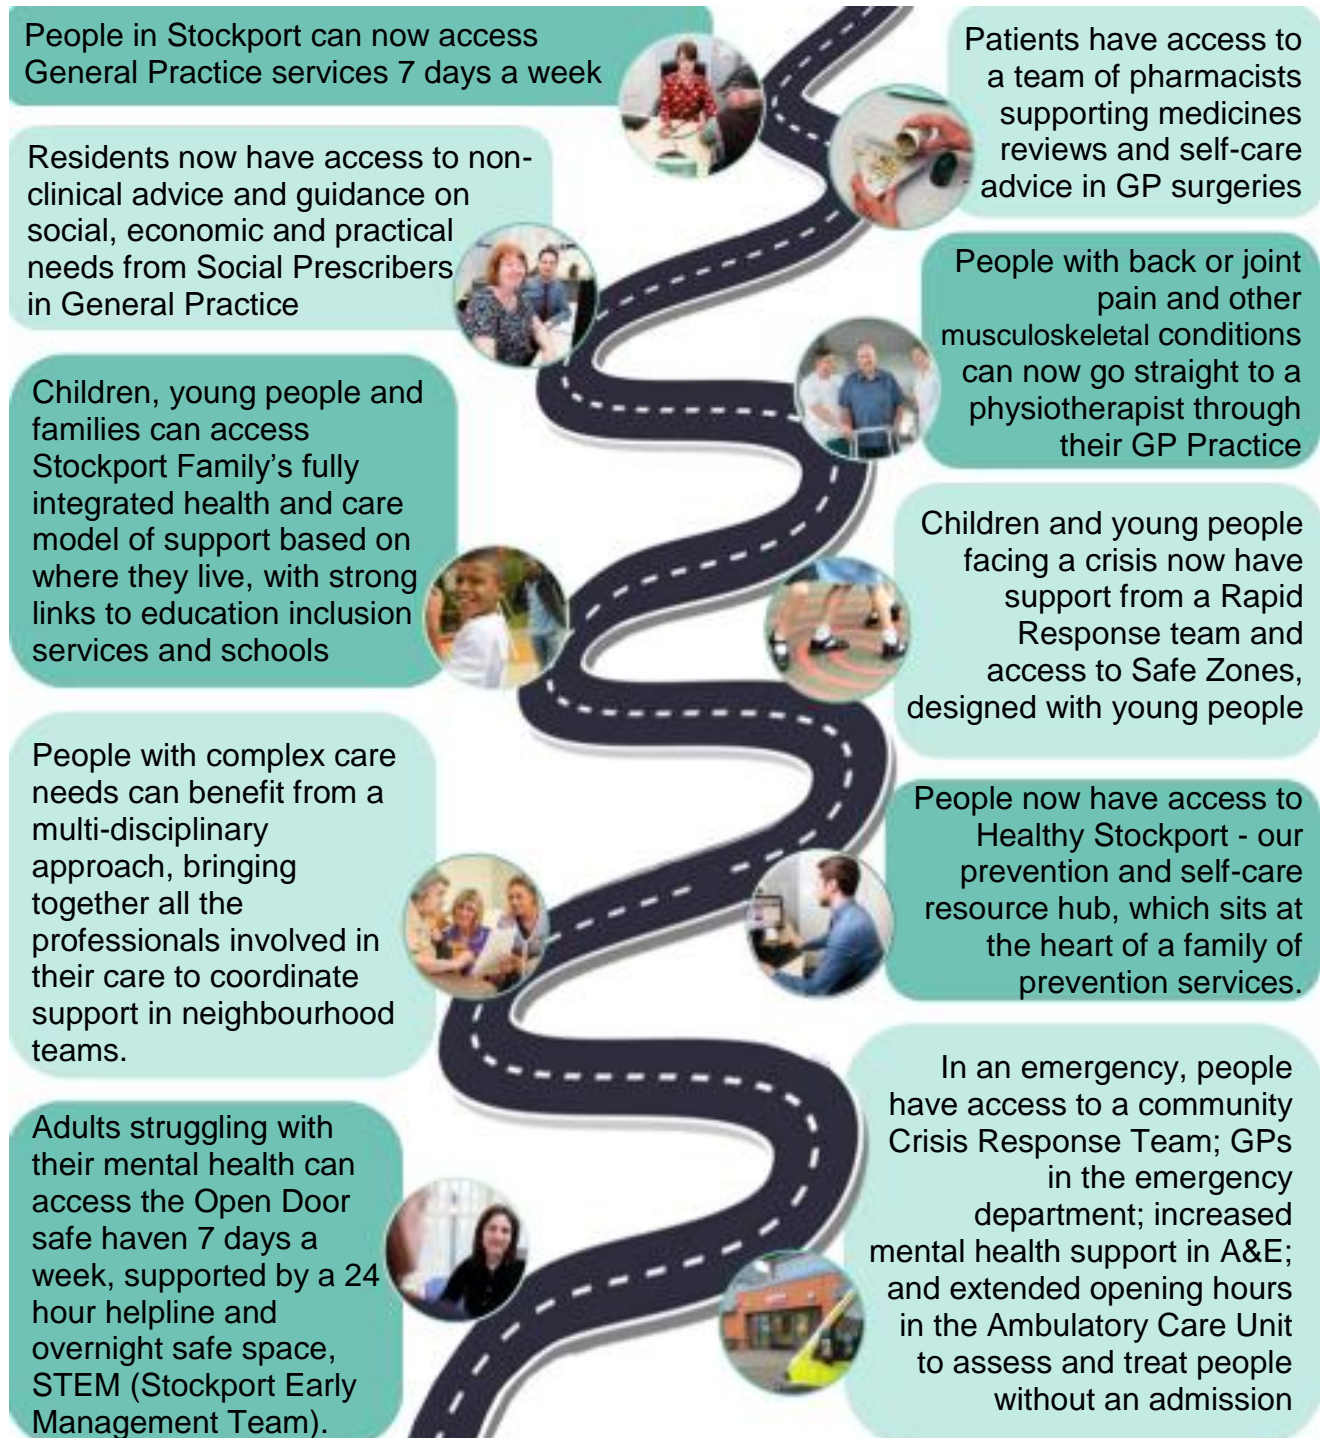 People in Stockport can now access
General Practice services 7 days a week
Patients have access to
a team of pharmacists
supporting medicines
reviews and self-care
advice in GP surgeries
Residents now have access to non-
clinical advice and guidance on
social, economic and practical
needs from Social Prescribers
in General Practice
People with back or joint
pain and other
musculoskeletal conditions
can now go straight to a
physiotherapist through
their GP Practice
Children, young people and
families can access
Stockport Family’s fully
integrated health and care
model of support based on
where they live, with strong
links to education inclusion
services and schools
Children and young people
facing a crisis now have
support from a Rapid
Response team and
access to Safe Zones,
designed with young people
People with complex care
needs can benefit from a
multi-disciplinary
approach, bringing
together all the
professionals involved in
their care to coordinate
support in neighbourhood
teams.
People now have access to
Healthy Stockport - our
prevention and self-care
resource hub, which sits at
the heart of a family of
prevention services.
Adults struggling with
their mental health can
access the Open Door
safe haven 7 days a
week, supported by a 24
hour helpline and
overnight safe space,
STEM (Stockport Early
Management Team).
In an emergency, people
have access to a community
Crisis Response Team; GPs
in the emergency
department; increased
mental health support in A&E;
and extended opening hours
in the Ambulatory Care Unit
to assess and treat people
without an admission